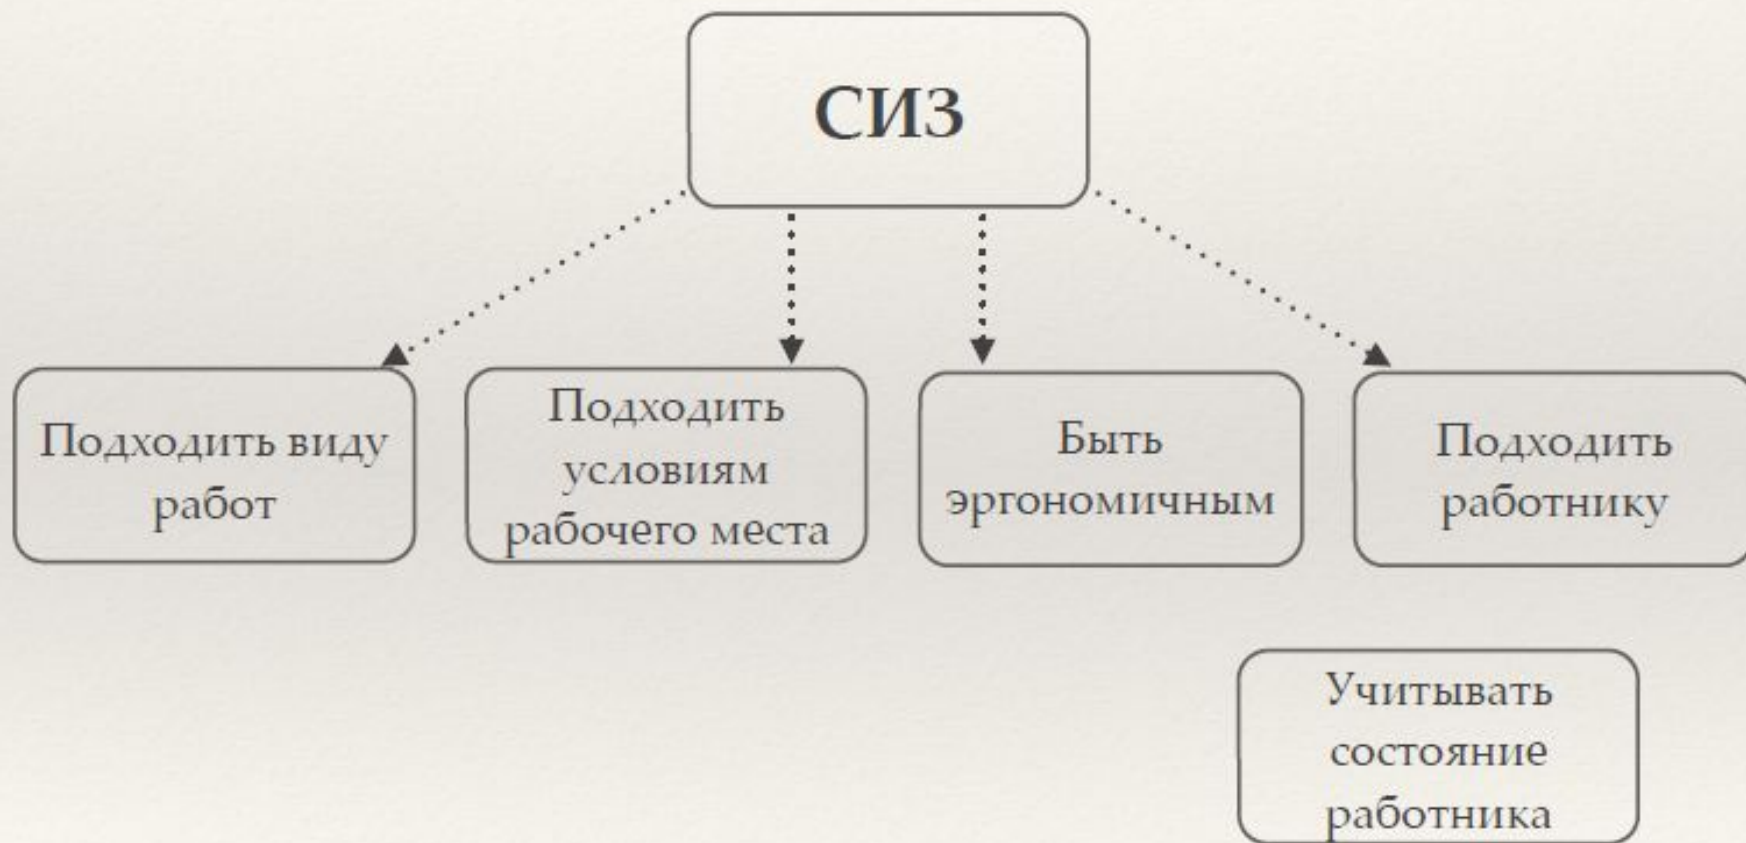 СИЗ
Подходить виду
работ
Подходить
условиям
рабочего места
Быть
эргономичным
Подходить
работнику
Учитывать
состояние
работника